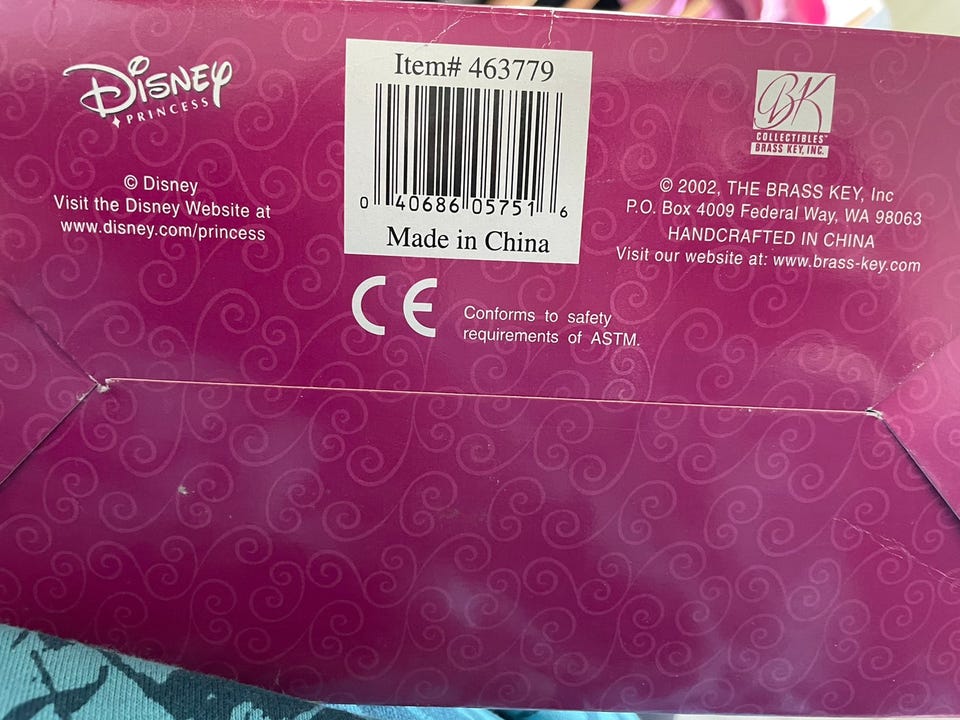 Disney
PRINCESS
© Disney
Visit the Disney Website at
www.disney.com/princess
Item# 463779
0 40686 05751 6
Made in China
CE
Conforms to safety
requirements of ASTM.
BK
COLLECTIBLES™
BRASS KEY, INC.
© 2002, THE BRASS KEY, Inc
P.O. Box 4009 Federal Way, WA 98063
HANDCRAFTED IN CHINA
Visit our website at: www.brass-key.com